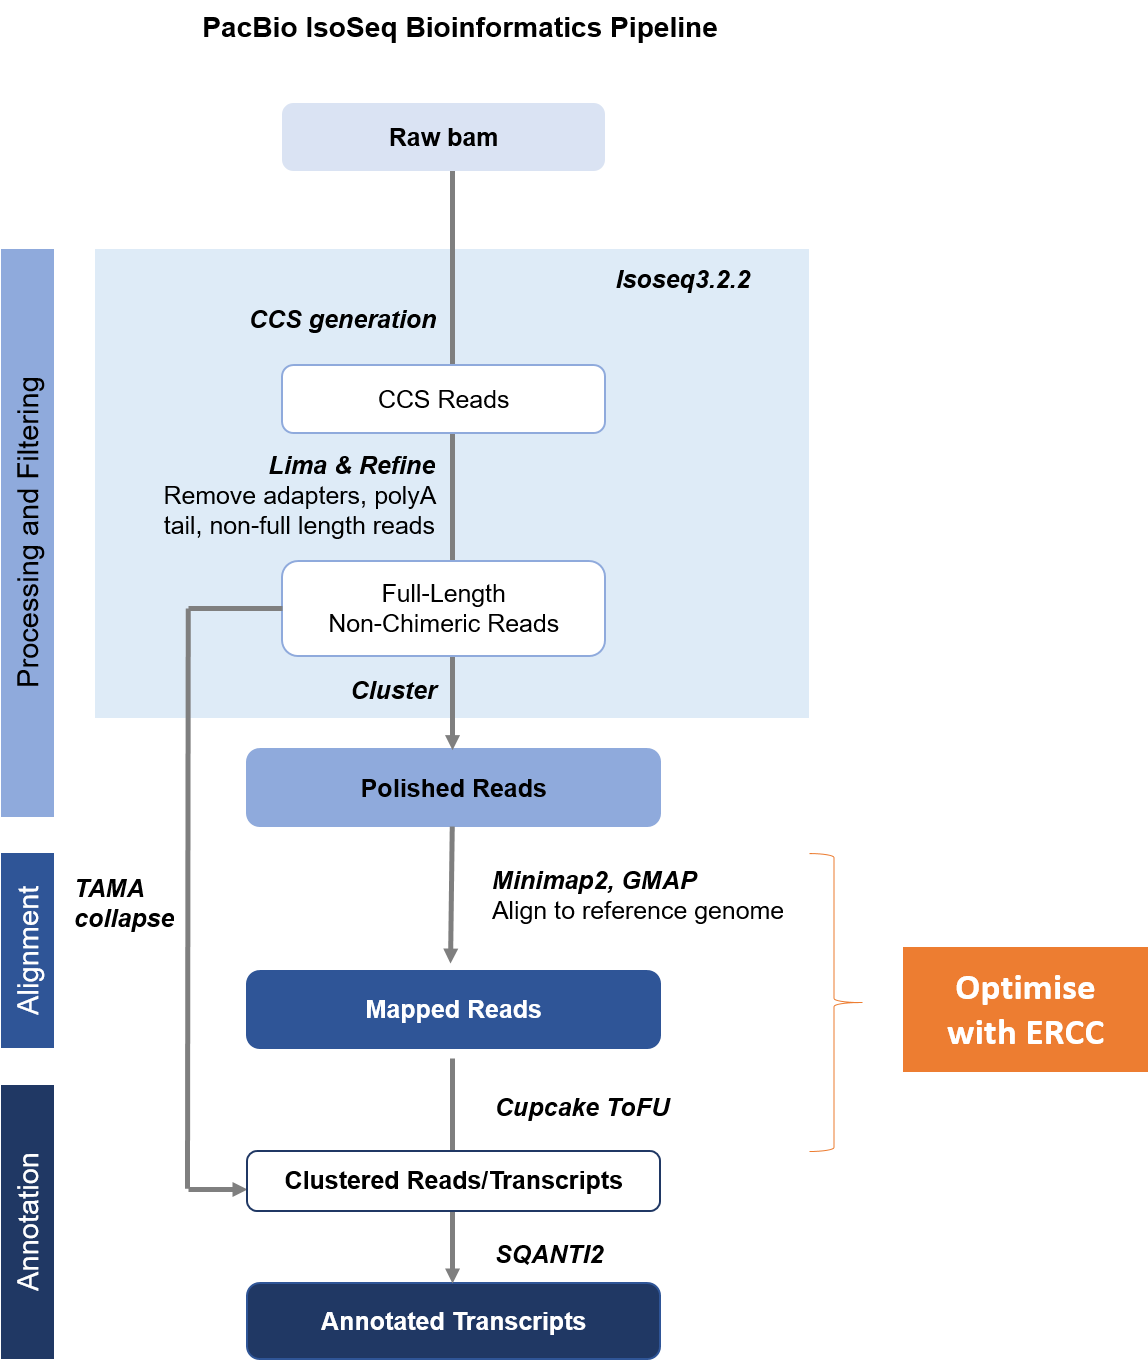 PacBio IsoSeq Bioinformatics Pipeline
Raw bam
Isoseq3.2.2
CCS generation
CCS Reads
Lima & Refine
Remove adapters, polyA
tail, non-full length reads
Full-Length
Non-Chimeric Reads
Cluster
Processing and Filtering
Polished Reads
Minimap2, GMAP
Align to reference genome
TAMA
collapse
Alignment
Mapped Reads
Optimise
with ERCC
Cupcake ToFU
Clustered Reads/Transcripts
Annotation
SQANTI2
Annotated Transcripts